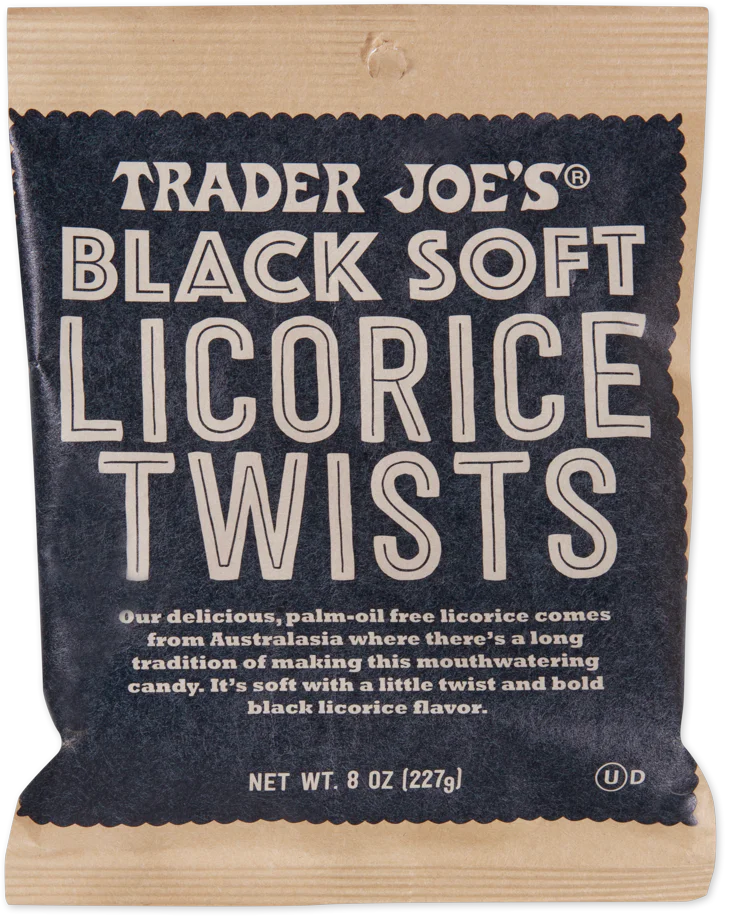 TRADER JOE'S®
BLACK SOFT
LICORICE
TWISTS
Our delicious, palm-oil free licorice comes
from Australasia where there's a long
tradition of making this mouthwatering
candy. It's soft with a little twist and bold
black licorice flavor.
NET WT. 8 OZ (227g)
Ⓤ D